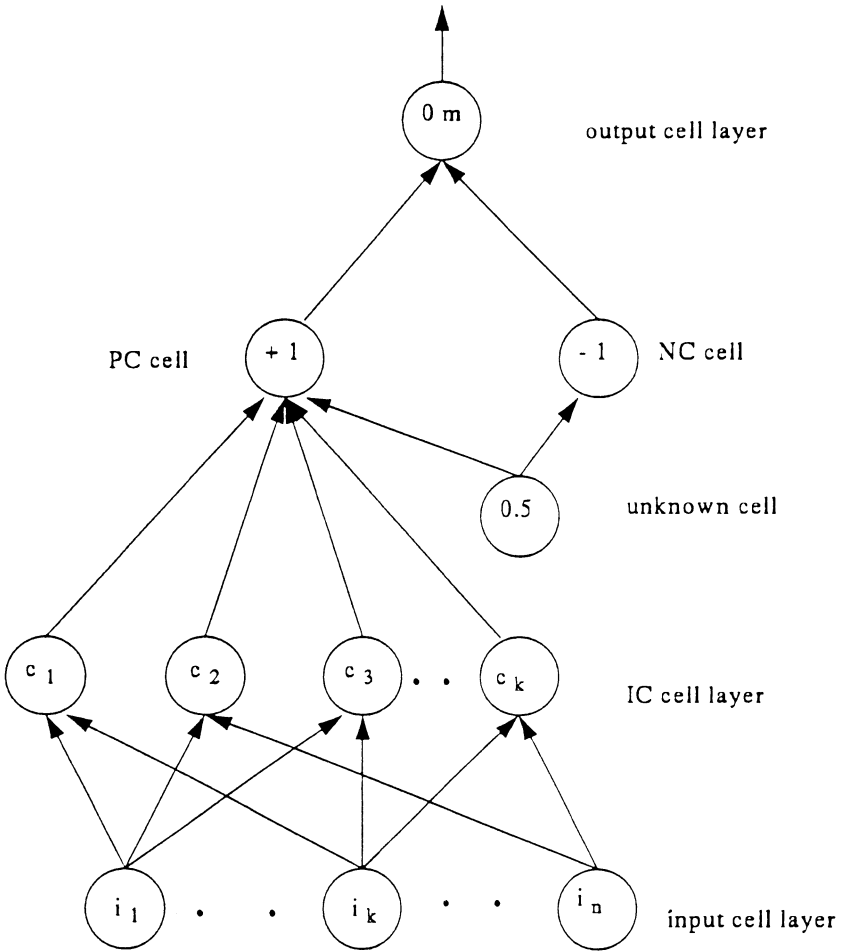 0 m
output cell layer
PC cell
+ 1
- 1
NC cell
0.5
unknown cell
c 1
c 2
c 3
. .
c k
IC cell layer
i 1
. .
i k
. .
i n
input cell layer